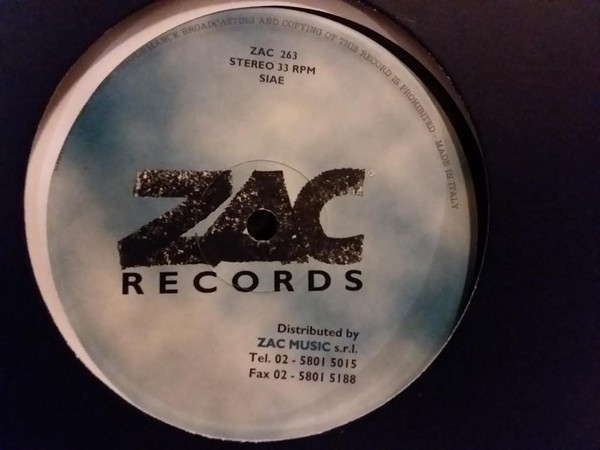 MANCE BROADCASTING AND COPYING OF THIS RECORD IS PROHIBITED - MADE IN ITALY
ZAC 263
STEREO 33 RPM
SIAE
ZAC
RECORDS
Distributed by
ZAC MUSIC s.r.l.
Tel. 02 - 5801 5015
Fax 02 - 5801 5188